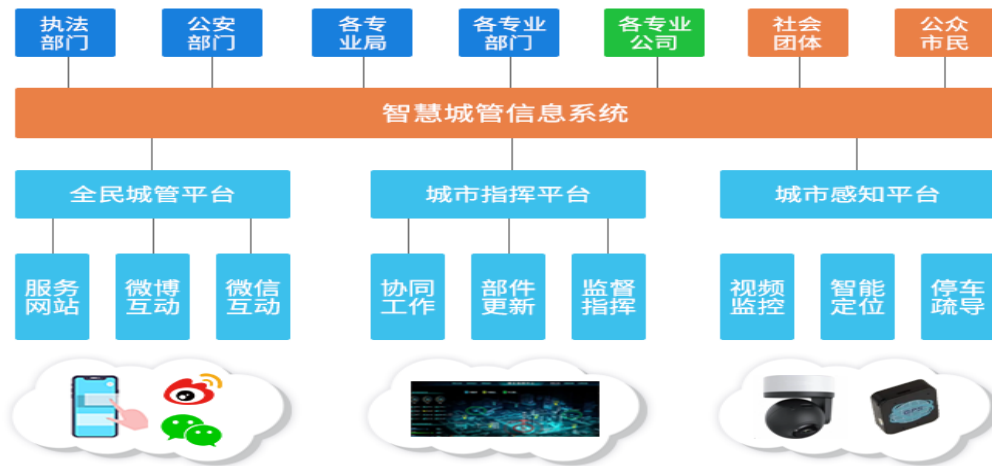 执法
部门
公安
部门
各专
业局
各专业
部门
各专业
公司
社会
团体
公众
市民
智慧城管信息系统
全民城管平台
城市指挥平台
城市感知平台
服务
网站
微博
互动
微信
互动
协同
工作
部件
更新
监督
指挥
视频
监控
智能
定位
停车
疏导